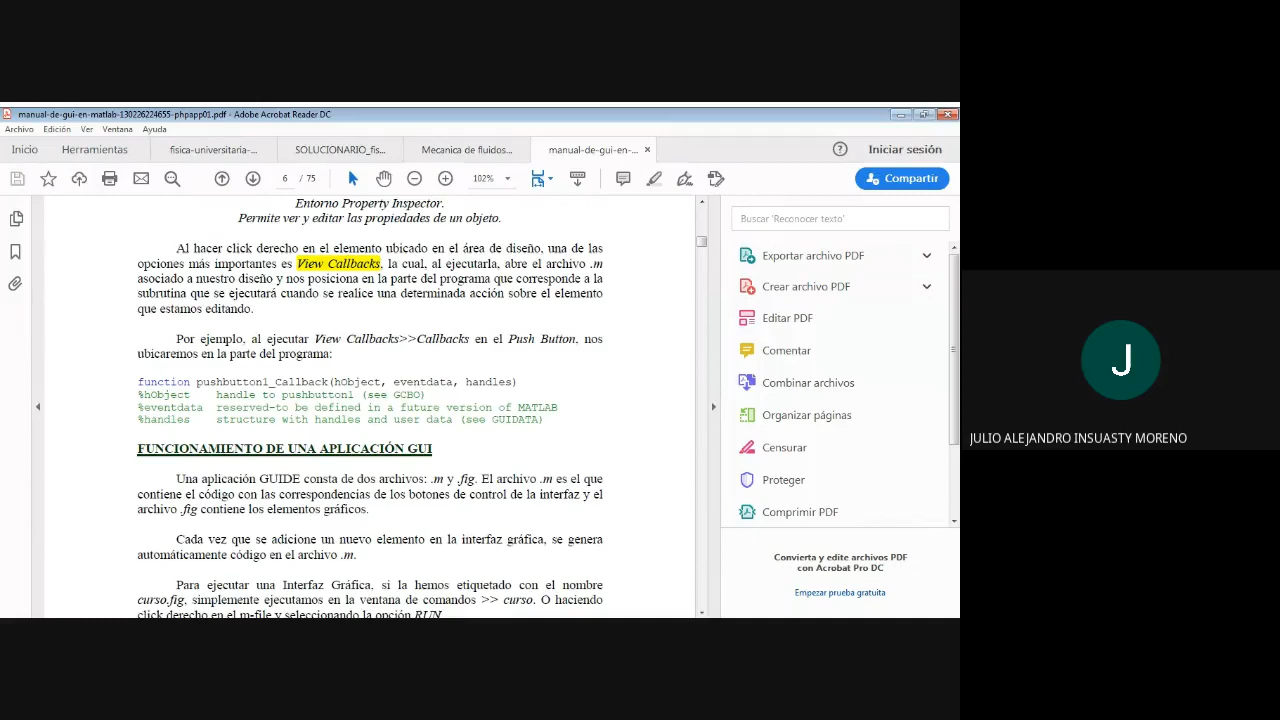 manual-de-gui-en-matlab-130226224655-phpapp01.pdf - Adobe Acrobat Reader DC
Archivo Edición Ver Ventana Ayuda
Inicio Herramientas fisica-universitaria-... SOLUCIONARIO_fis... Mecanica de fluidos... manual-de-gui-en-... × Iniciar sesión
6 / 75 102% Compartir
Entorno Property Inspector.
Permite ver y editar las propiedades de un objeto.
Al hacer click derecho en el elemento ubicado en el área de diseño, una de las
opciones más importantes es View Callbacks, la cual, al ejecutarla, abre el archivo .m
asociado a nuestro diseño y nos posiciona en la parte del programa que corresponde a la
subrutina que se ejecutará cuando se realice una determinada acción sobre el elemento
que estamos editando.
Por ejemplo, al ejecutar View Callbacks>>Callbacks en el Push Button, nos
ubicaremos en la parte del programa:
function pushbutton1_Callback(hObject, eventdata, handles)
%hObject handle to pushbutton1 (see GCBO)
%eventdata reserved-to be defined in a future version of MATLAB
%handles structure with handles and user data (see GUIDATA)
FUNCIONAMIENTO DE UNA APLICACIÓN GUI
Una aplicación GUIDE consta de dos archivos: .m y .fig. El archivo .m es el que
contiene el código con las correspondencias de los botones de control de la interfaz y el
archivo .fig contiene los elementos gráficos.
Cada vez que se adicione un nuevo elemento en la interfaz gráfica, se genera
automáticamente código en el archivo .m.
Para ejecutar una Interfaz Gráfica, si la hemos etiquetado con el nombre
curso.fig, simplemente ejecutamos en la ventana de comandos >> curso. O haciendo
click derecho en el m-file y seleccionando la opción RUN
Buscar 'Reconocer texto'
Exportar archivo PDF
Crear archivo PDF
Editar PDF
Comentar
Combinar archivos
Organizar páginas
Censurar
Proteger
Comprimir PDF
Convierta y edite archivos PDF
con Acrobat Pro DC
Empezar prueba gratuita
J
JULIO ALEJANDRO INSUASTY MORENO